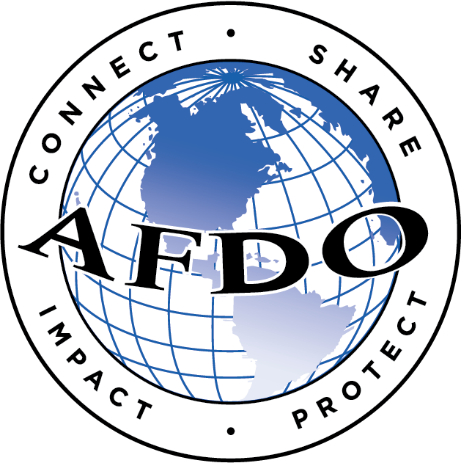 CONNECT • SHARE
AFDO
IMPACT • PROTECT